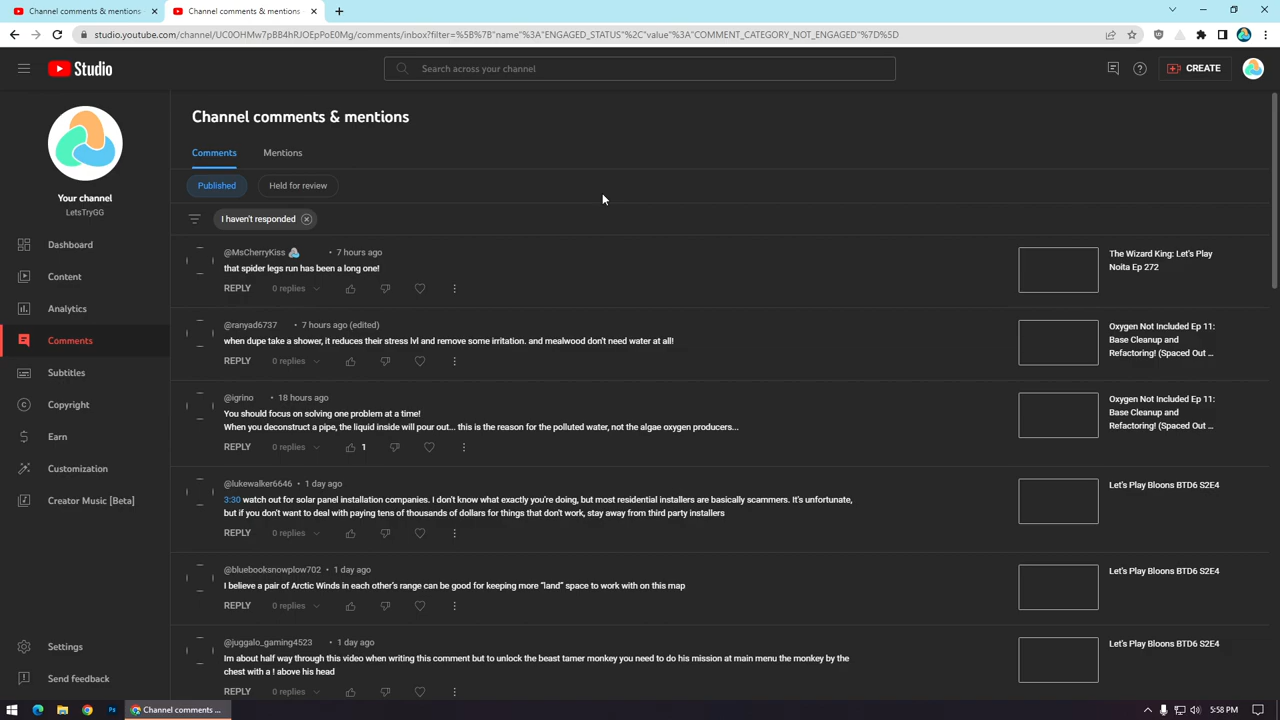 Channel comments & mentions -
Channel comments & mentions -
studio.youtube.com/channel/UC0OHMw7pBB4hRJOEpPoE0Mg/comments/inbox?filter=%5B%7B"name"%3A"ENGAGED_STATUS"%2C"value"%3A"COMMENT_CATEGORY_NOT_ENGAGED"%7D%5D
Studio
Search across your channel
CREATE
Your channel
LetsTryGG
Dashboard
Content
Analytics
Comments
Subtitles
Copyright
Earn
Customization
Creator Music [Beta]
Settings
Send feedback
Channel comments & mentions
Comments
Mentions
Published
Held for review
I haven't responded
@MsCherryKiss • 7 hours ago
that spider legs run has been a long one!
REPLY 0 replies
The Wizard King: Let's Play
Noita Ep 272
@ranyad6737 • 7 hours ago (edited)
when dupe take a shower, it reduces their stress lvl and remove some irritation. and mealwood don't need water at all!
REPLY 0 replies
Oxygen Not Included Ep 11:
Base Cleanup and
Refactoring! (Spaced Out ...
@igrino • 18 hours ago
You should focus on solving one problem at a time!
When you deconstruct a pipe, the liquid inside will pour out... this is the reason for the polluted water, not the algae oxygen producers...
REPLY 0 replies 1
Oxygen Not Included Ep 11:
Base Cleanup and
Refactoring! (Spaced Out ...
@lukewalker6646 • 1 day ago
3:30 watch out for solar panel installation companies. I don't know what exactly you're doing, but most residential installers are basically scammers. It's unfortunate,
but if you don't want to deal with paying tens of thousands of dollars for things that don't work, stay away from third party installers
REPLY 0 replies
Let's Play Bloons BTD6 S2E4
@bluebooksnowplow702 • 1 day ago
I believe a pair of Arctic Winds in each other's range can be good for keeping more "land" space to work with on this map
REPLY 0 replies
Let's Play Bloons BTD6 S2E4
@juggalo_gaming4523 • 1 day ago
Im about half way through this video when writing this comment but to unlock the beast tamer monkey you need to do his mission at main menu the monkey by the
chest with a ! above his head
REPLY 0 replies
Let's Play Bloons BTD6 S2E4
Channel comments ...
5:58 PM